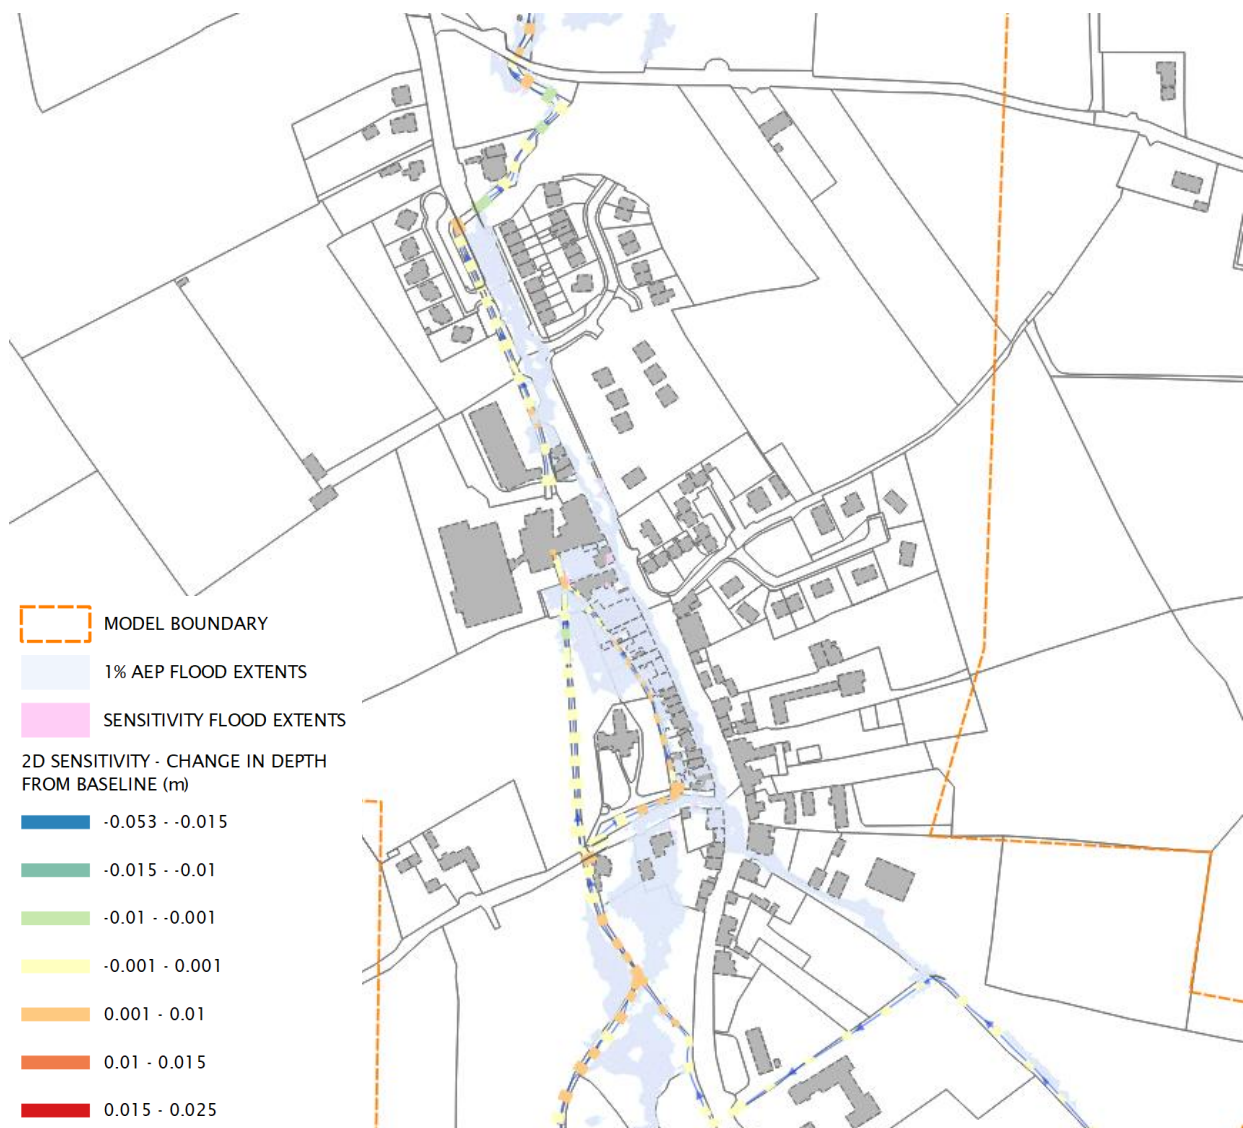 MODEL BOUNDARY
1% AEP FLOOD EXTENTS
SENSITIVITY FLOOD EXTENTS
2D SENSITIVITY - CHANGE IN DEPTH
FROM BASELINE (m)
-0.053 - -0.015
-0.015 - -0.01
-0.01 - -0.001
-0.001 - 0.001
0.001 - 0.01
0.01 - 0.015
0.015 - 0.025